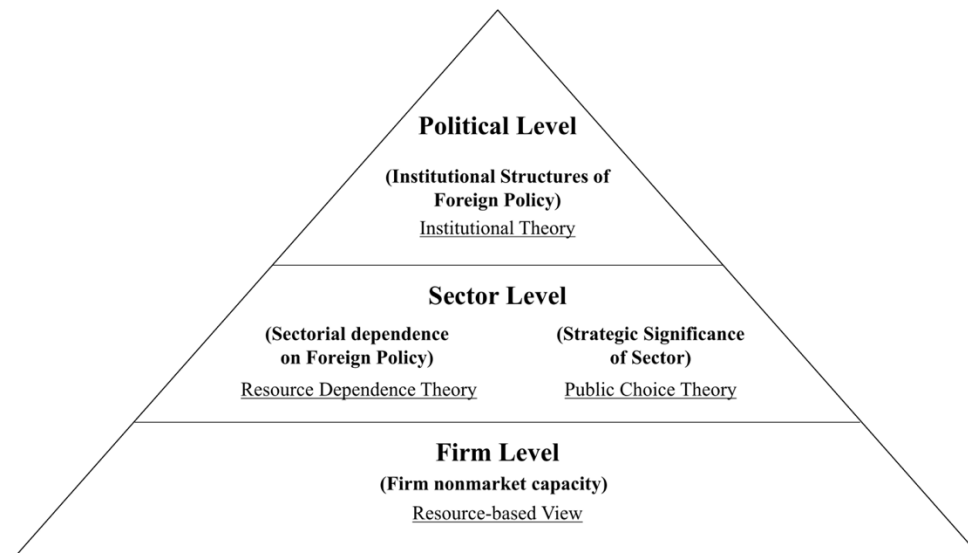 Political Level
(Institutional Structures of
Foreign Policy)
Institutional Theory
Sector Level
(Sectorial dependence
on Foreign Policy)
Resource Dependence Theory
(Strategic Significance
of Sector)
Public Choice Theory
Firm Level
(Firm nonmarket capacity)
Resource-based View